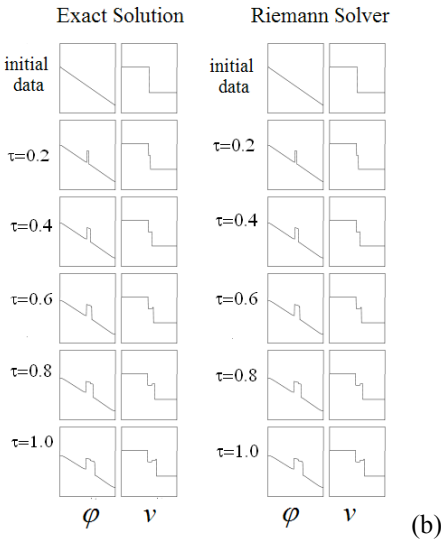 Exact Solution Riemann Solver
initial data initial data
τ=0.2 τ=0.2
τ=0.4 τ=0.4
τ=0.6 τ=0.6
τ=0.8 τ=0.8
τ=1.0 τ=1.0
φ v φ v (b)